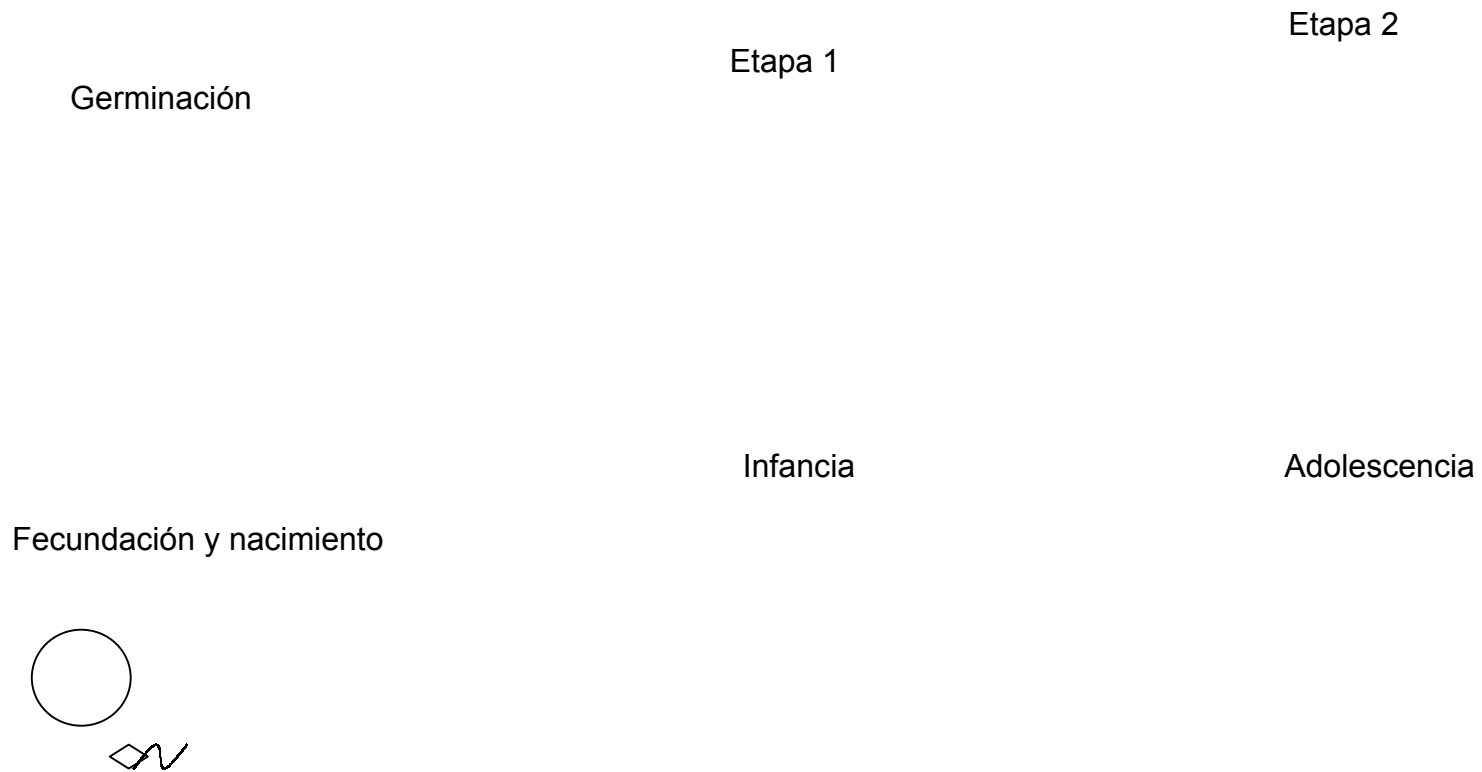 Etapa 2
Etapa 1
Germinación
Infancia
Adolescencia
Fecundación y nacimiento